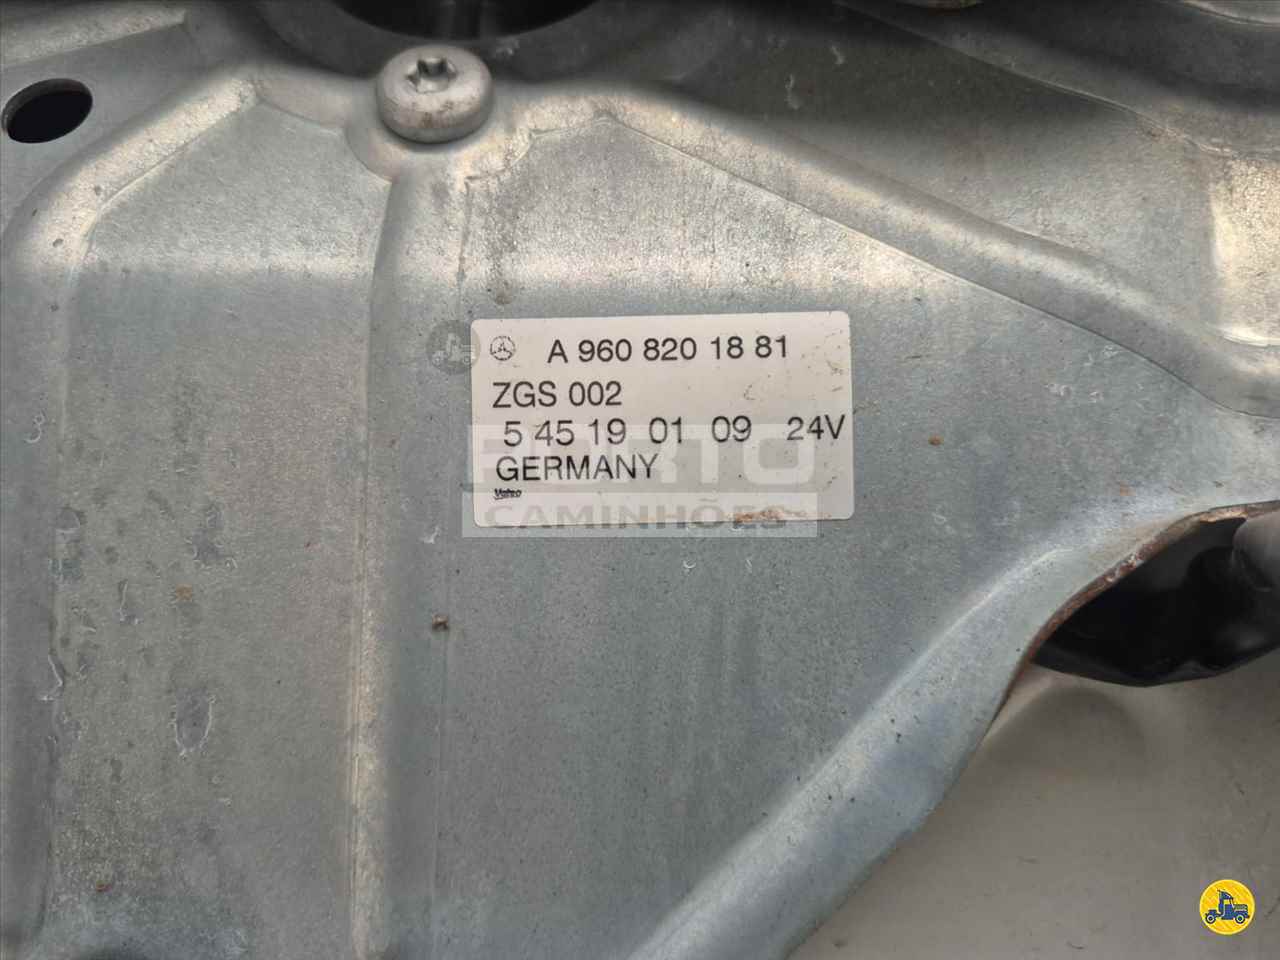 A 960 820 18 81
ZGS 002
5 45 19 01 09 24V
GERMANY
Valeo
PORTO
CAMINHÕES